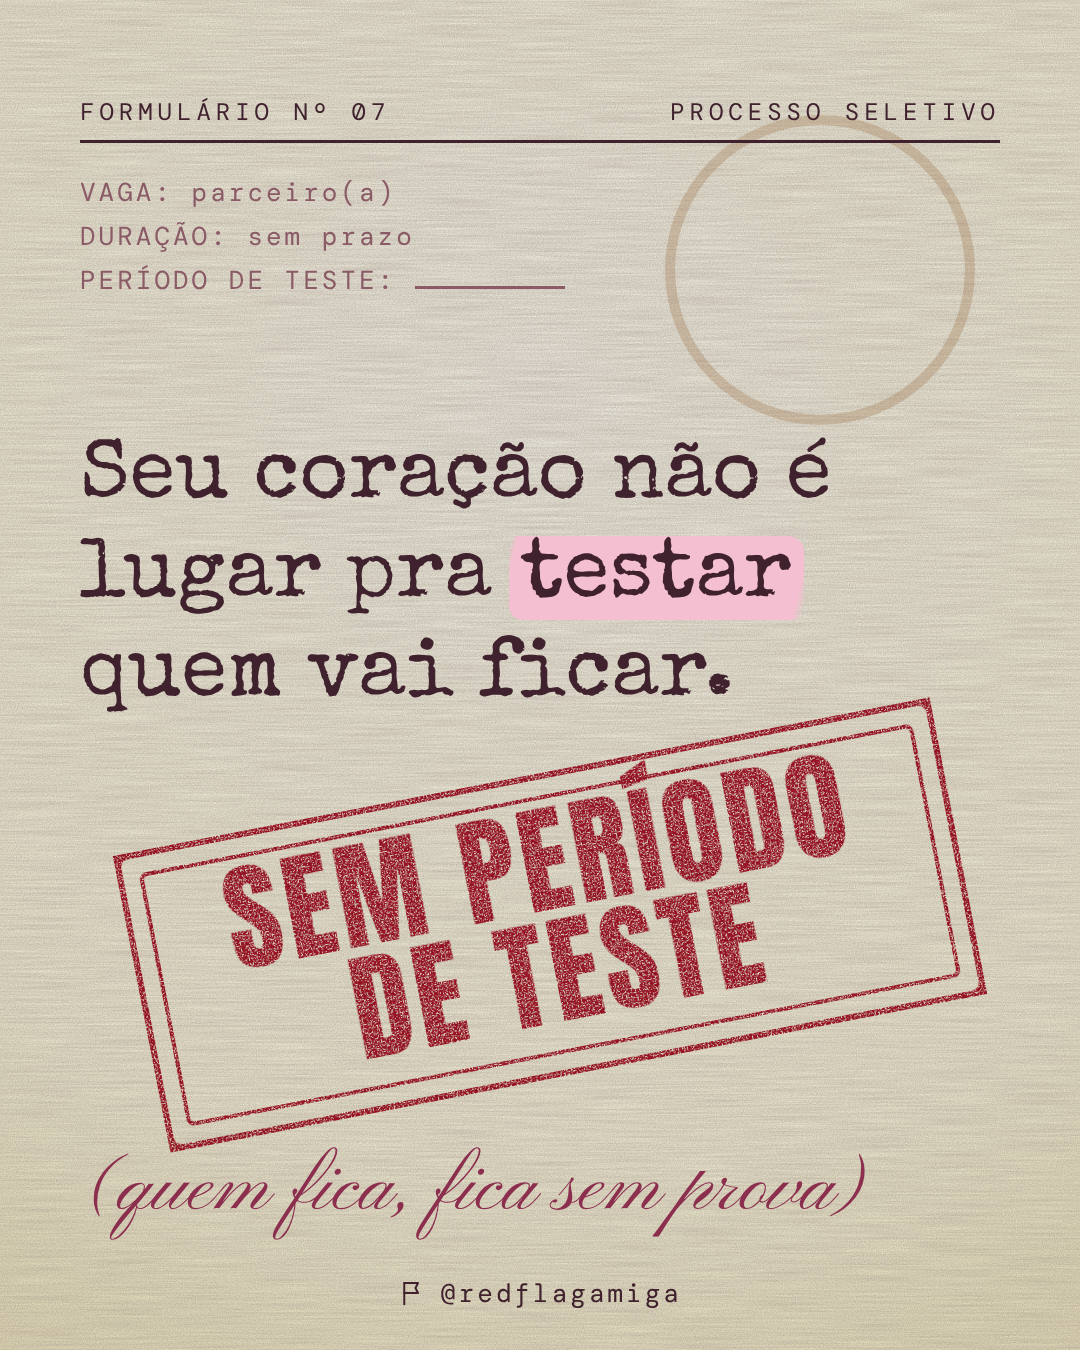 FORMULÁRIO Nº 07
PROCESSO SELETIVO
VAGA: parceiro(a)
DURAÇÃO: sem prazo
PERÍODO DE TESTE:
Seu coração não é
lugar pra testar
quem vai ficar.
SEM PERÍODO
DE TESTE
(quem fica, fica sem prova)
@redflagamiga